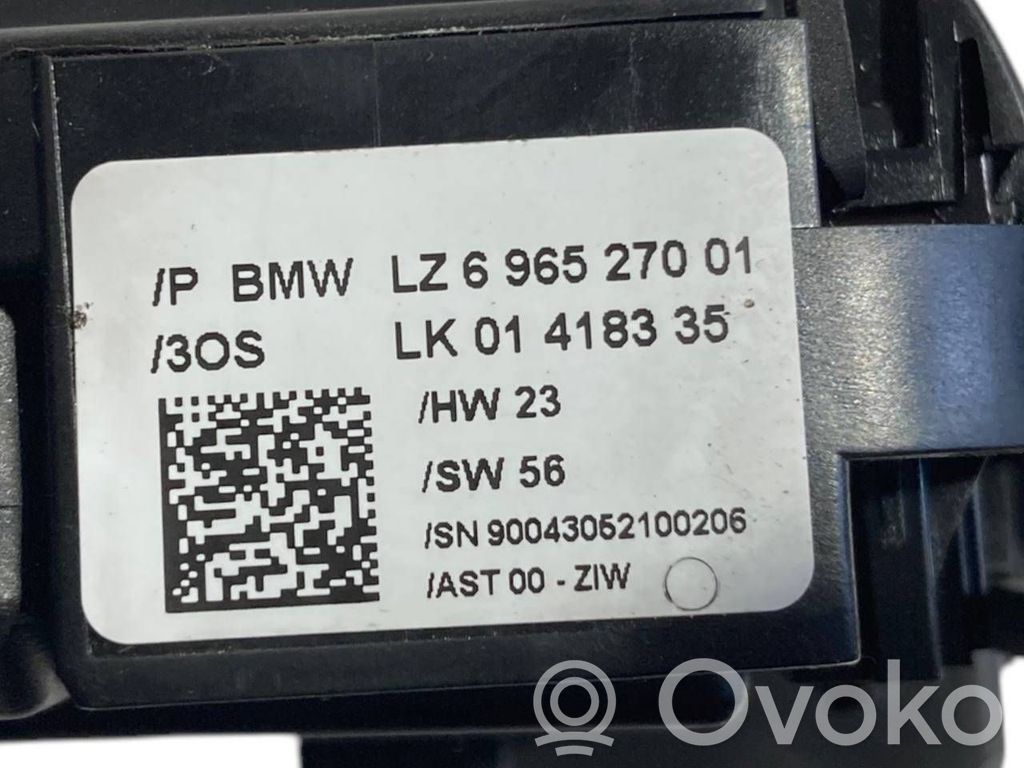 /P BMW LZ 6 965 270 01
/3OS LK 01 4183 35
/HW 23
/SW 56
/SN 90043052100206
/AST 00 - ZIW
Ovoko